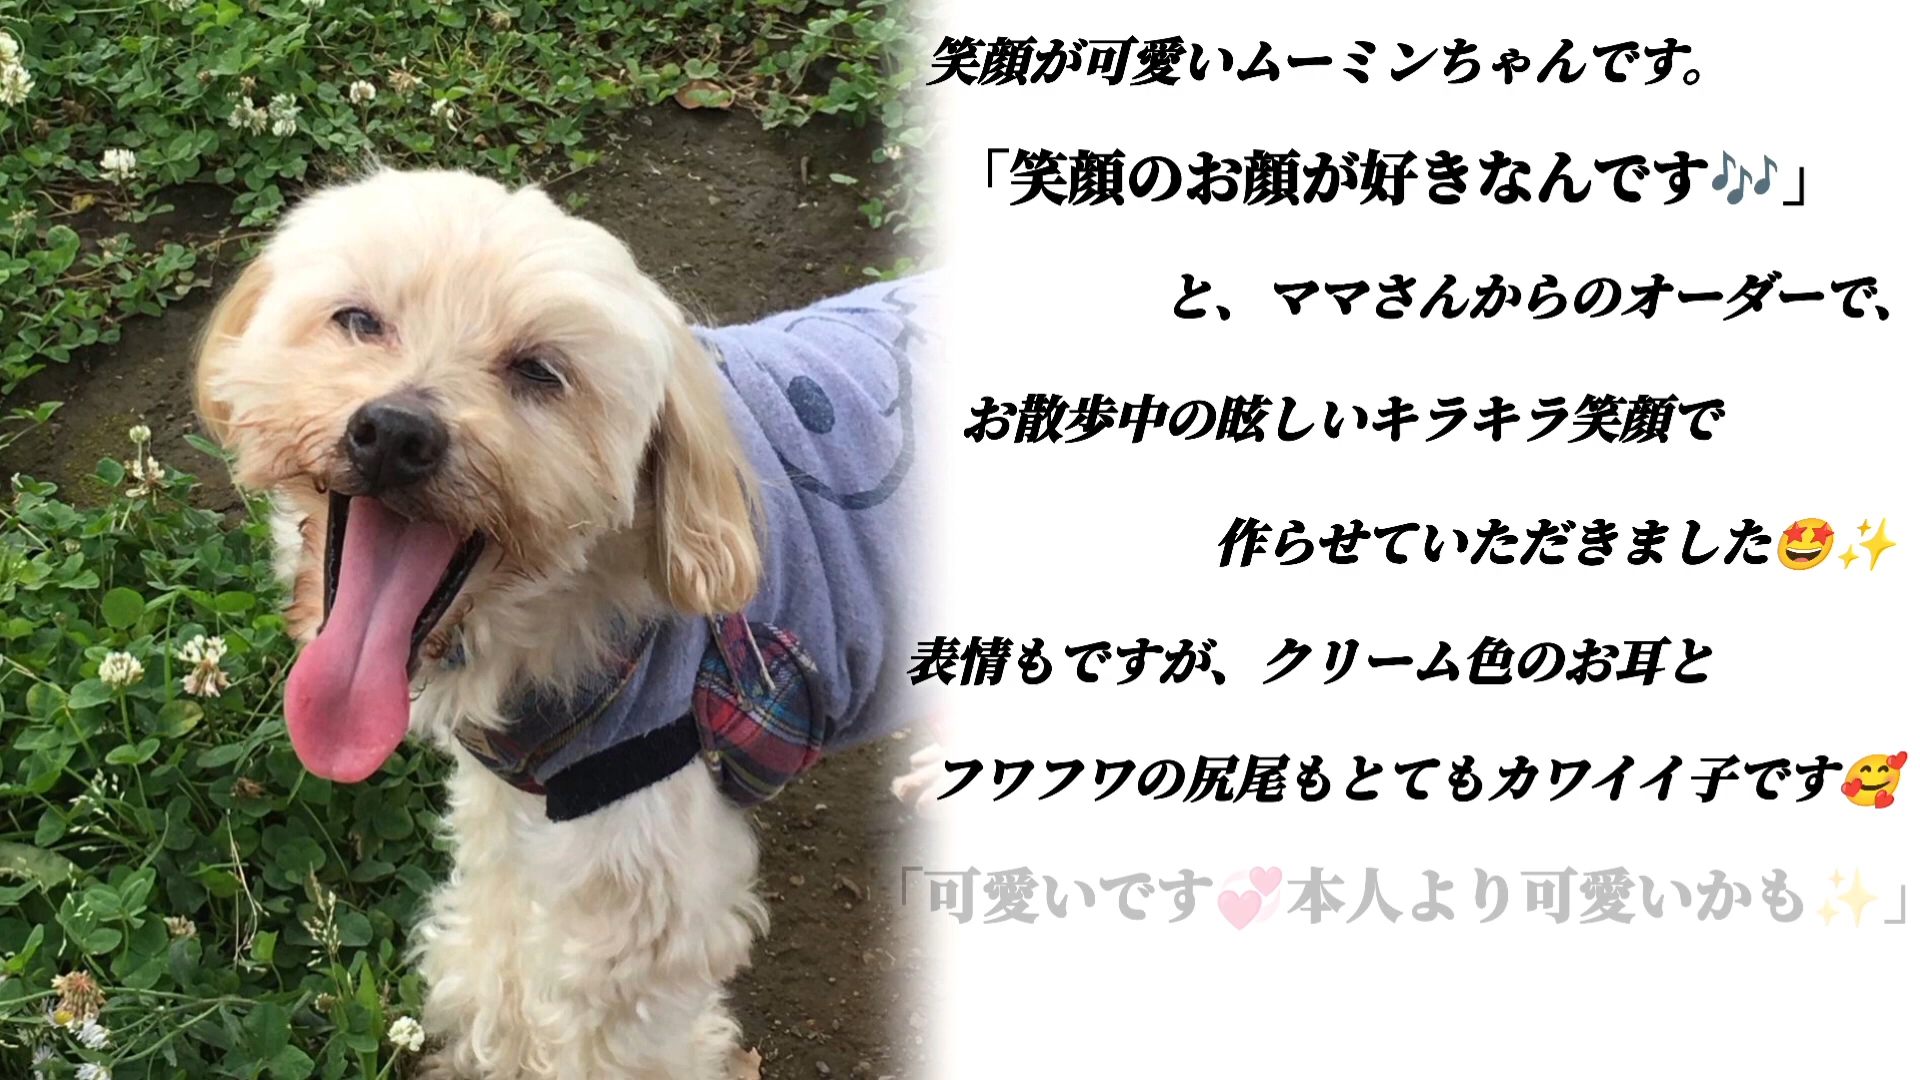 笑顔が可愛いムーミンちゃんです。
「笑顔のお顔が好きなんです🎶」
と、ママさんからのオーダーで、
お散歩中の眩しいキラキラ笑顔で
作らせていただきました🤩✨
表情もですが、クリーム色のお耳と
フワフワの尻尾もとてもカワイイ子です🥰
「可愛いです💞本人より可愛いかも✨」